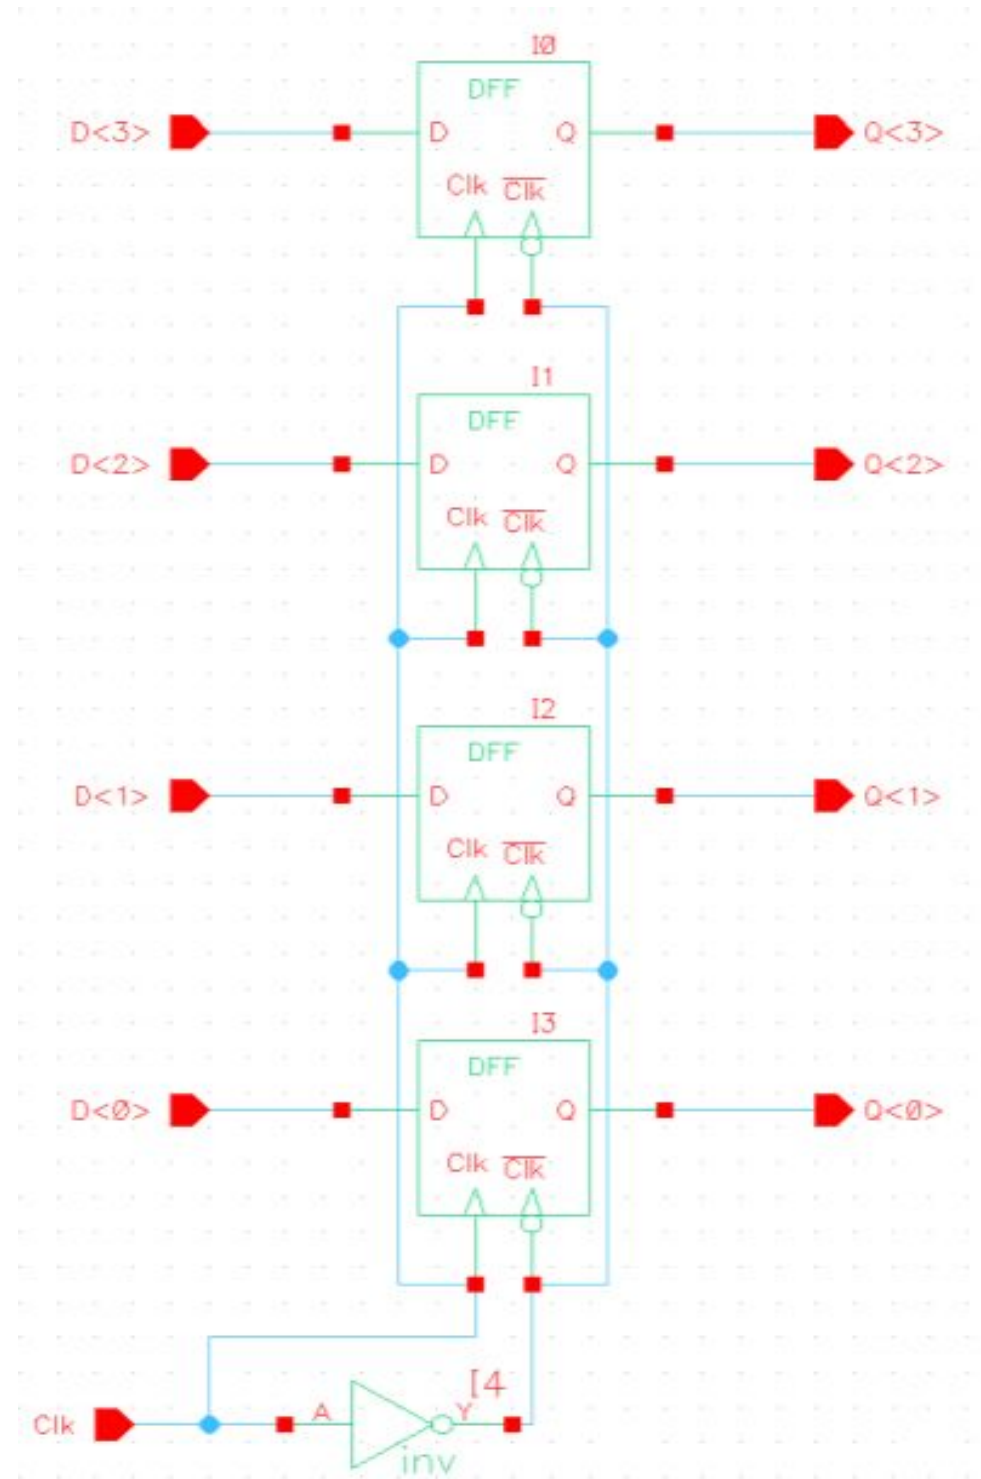 I0
DFF
D<3> D Q Q<3>
Clk Clk
I1
DFF
D<2> D Q Q<2>
Clk Clk
I2
DFF
D<1> D Q Q<1>
Clk Clk
I3
DFF
D<0> D Q Q<0>
Clk Clk
[4
Clk A Y
inv